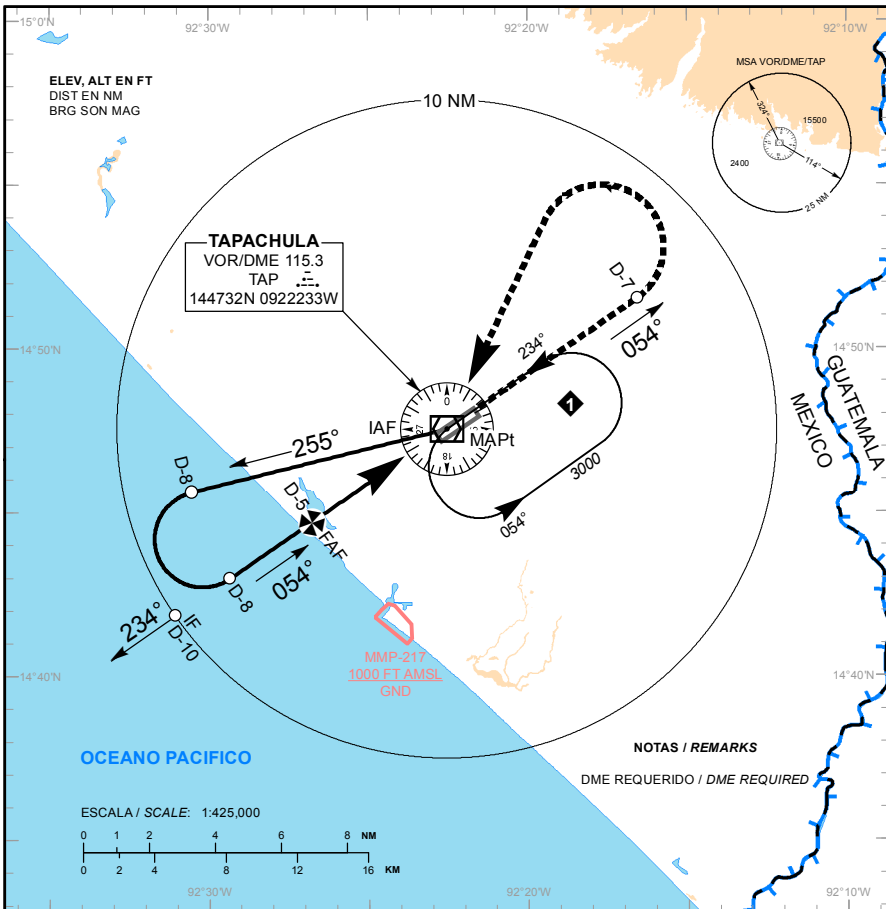 15°0'N
92°30'W
92°20'W
92°10'W
ELEV, ALT EN FT
DIST EN NM
BRG SON MAG
MSA VOR/DME/TAP
324°
15500
2400
114°
25 NM
10 NM
TAPACHULA
VOR/DME 115.3
TAP
144732N 0922233W
D-7
234°
054°
14°50'N
14°50'N
GUATEMALA
MEXICO
1
IAF
0
27
18
MAPt
255°
3000
054°
D-8
D-5
FAF
D-8
054°
234°
IF
D-10
14°40'N
14°40'N
MMP-217
1000 FT AMSL
GND
OCEANO PACIFICO
NOTAS / REMARKS
DME REQUERIDO / DME REQUIRED
ESCALA / SCALE: 1:425,000
0 1 2 4 6 8 NM
0 2 4 8 12 16 KM
92°30'W
92°20'W
92°10'W